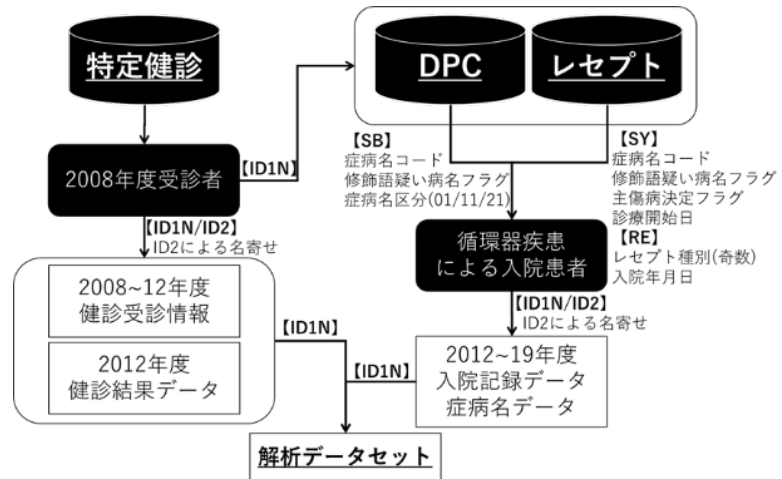 特定健診
DPC
レセプト
【ID1N】
2008年度受診者
【SB】
症病名コード
修飾語疑い病名フラグ
症病名区分(01/11/21)
【SY】
症病名コード
修飾語疑い病名フラグ
主傷病決定フラグ
診療開始日
【RE】
レセプト種別(奇数)
入院年月日
循環器疾患
による入院患者
【ID1N/ID2】
ID2による名寄せ
2008~12年度
健診受診情報
2012年度
健診結果データ
【ID1N】
【ID1N/ID2】
ID2による名寄せ
【ID1N】
2012~19年度
入院記録データ
症病名データ
解析データセット